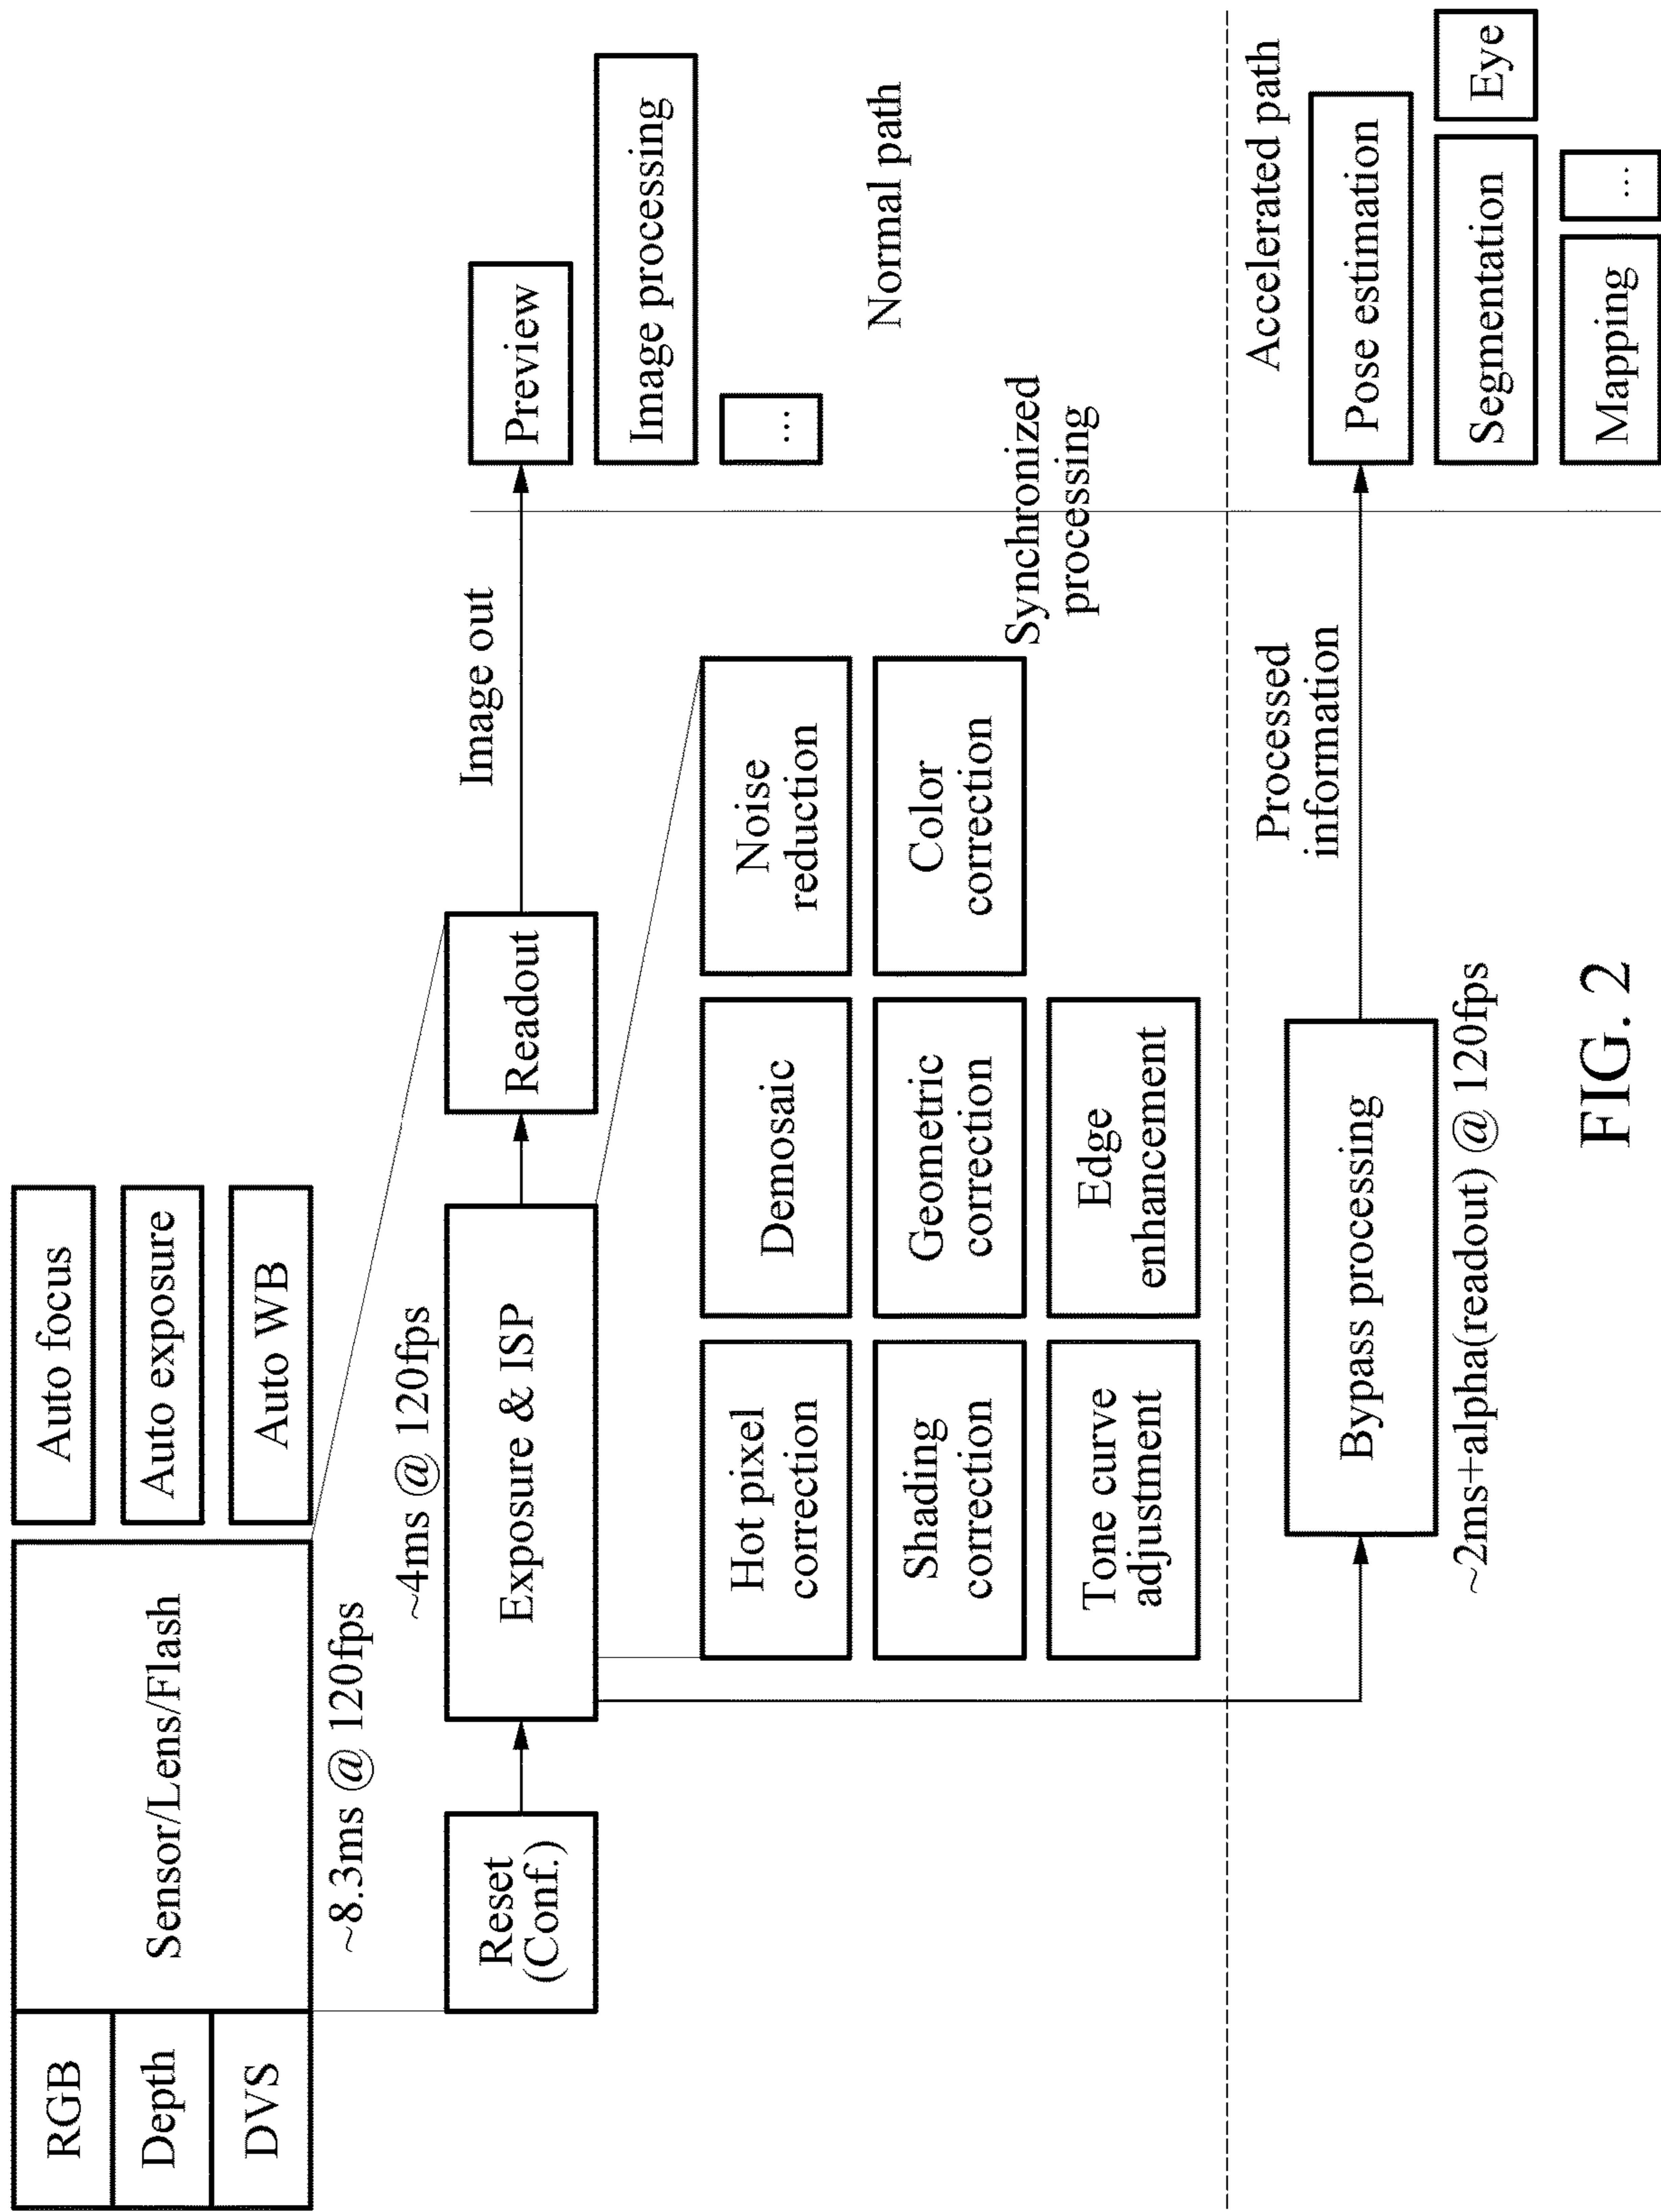 RGB
Depth
DVS
Sensor/Lens/Flash
Auto focus
Auto exposure
Auto WB
~8.3ms @ 120fps
~4ms @ 120fps
Reset
(Conf.)
Exposure & ISP
Readout
Image out
Preview
Image processing
...
Normal path
Hot pixel
correction
Demosaic
Noise
reduction
Shading
correction
Geometric
correction
Color
correction
Tone curve
adjustment
Edge
enhancement
Synchronized
processing
Accelerated path
Bypass processing
~2ms+alpha(readout) @ 120fps
Processed
information
Pose estimation
Segmentation
Eye
Mapping
...
FIG. 2